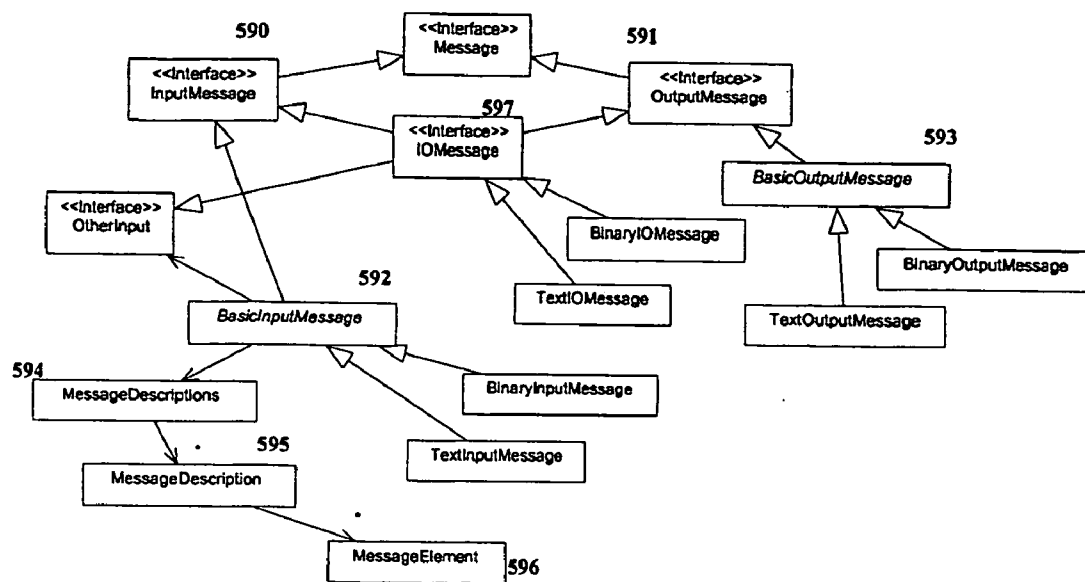 590
<<Interface>>
Message
591
<<Interface>>
InputMessage
<<Interface>>
OutputMessage
597
<<Interface>>
IOMessage
593
BasicOutputMessage
<<Interface>>
OtherInput
BinaryIOMessage
BinaryOutputMessage
592
TextIOMessage
BasicInputMessage
TextOutputMessage
594
MessageDescriptions
BinaryInputMessage
595
TextInputMessage
MessageDescription
MessageElement
596